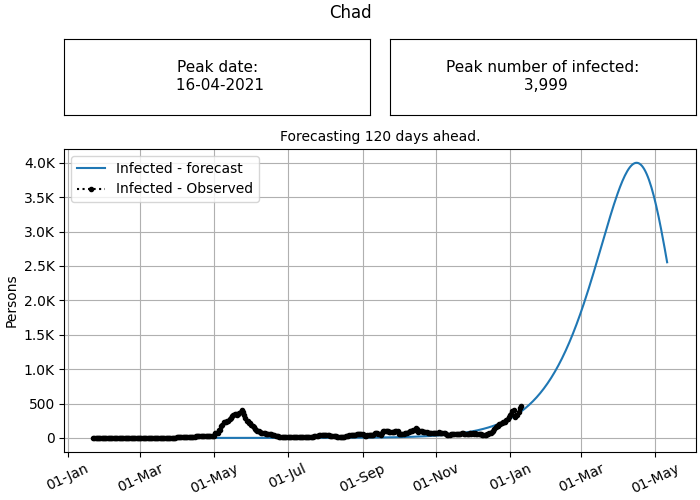 Chad
Peak date:
16-04-2021
Peak number of infected:
3,999
Forecasting 120 days ahead.
Infected - forecast
Infected - Observed
4.0K
3.5K
3.0K
2.5K
2.0K
1.5K
1.0K
500
0
Persons
01-Jan
01-Mar
01-May
01-Jul
01-Sep
01-Nov
01-Jan
01-Mar
01-May